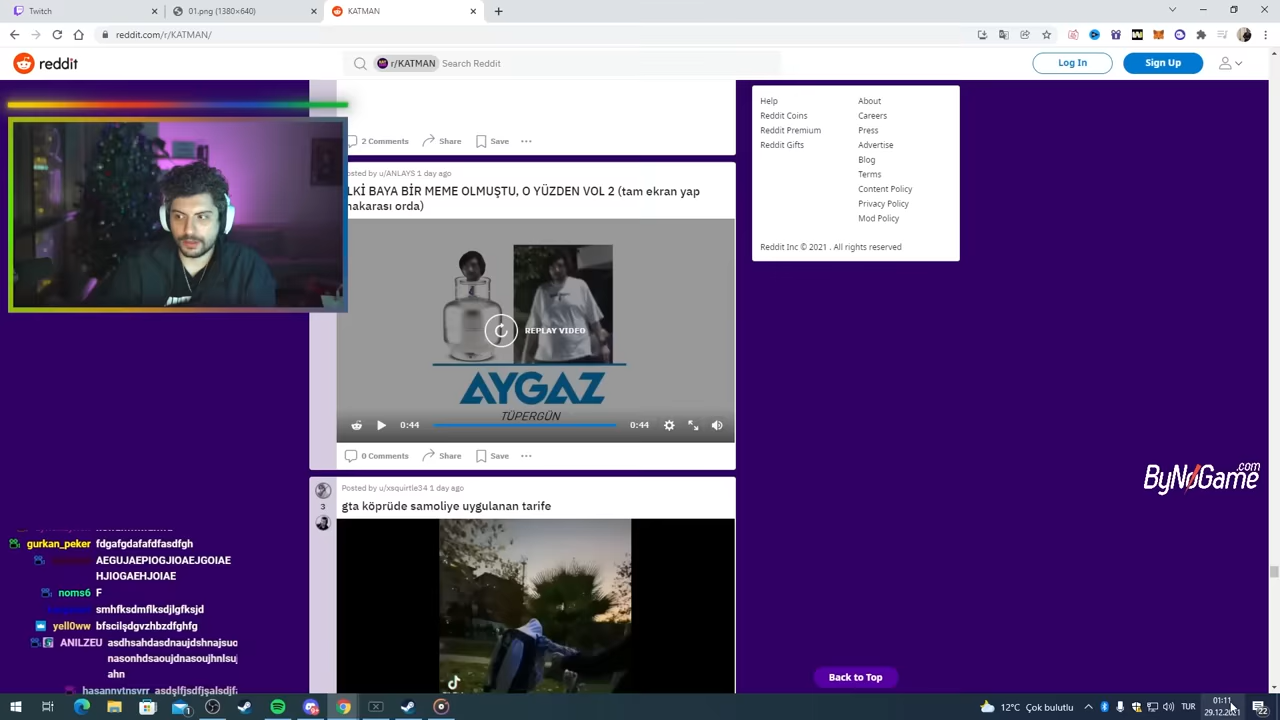 Twitch
01.png (1380×640)
KATMAN
reddit.com/r/KATMAN/
reddit
r/KATMAN
Search Reddit
Log In
Sign Up
2 Comments
Share
Save
Posted by u/ANLAYS 1 day ago
LKİ BAYA BİR MEME OLMUŞTU, O YÜZDEN VOL 2 (tam ekran yap
makarası orda)
REPLAY VIDEO
AYGAZ
TÜPERGÜN
0:44
0:44
0 Comments
Share
Save
3
Posted by u/xsquirtle34 1 day ago
gta köprüde samoliye uygulanan tarife
Help
Reddit Coins
Reddit Premium
Reddit Gifts
About
Careers
Press
Advertise
Blog
Terms
Content Policy
Privacy Policy
Mod Policy
Reddit Inc © 2021 . All rights reserved
ByNoGame
.com
gurkan_peker fdgafgdafafdfasdfgh
AEGUJAEPIOGJIOAEJGOIAE
HJIOGAEHJOIAE
noms6 F
smhfksdmflksdjlgfksjd
yell0ww bfscilşdgvzhbzdfghfg
ANILZEU asdhsahdasdnaujdshnajsuo
nasonhdsaoujdnasoujhnlsuj
ahn
Back to Top
12°C Çok bulutlu
TUR
01:11
29.12.2021
22